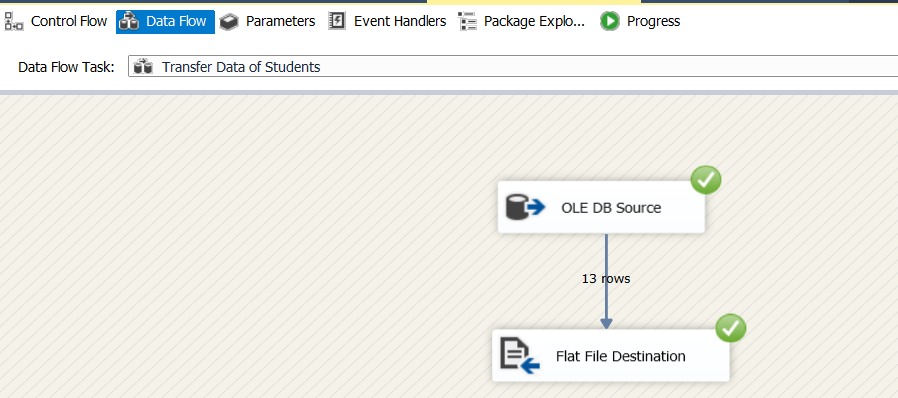 Control Flow Data Flow Parameters Event Handlers Package Explo... Progress
Data Flow Task: Transfer Data of Students
OLE DB Source
13 rows
Flat File Destination